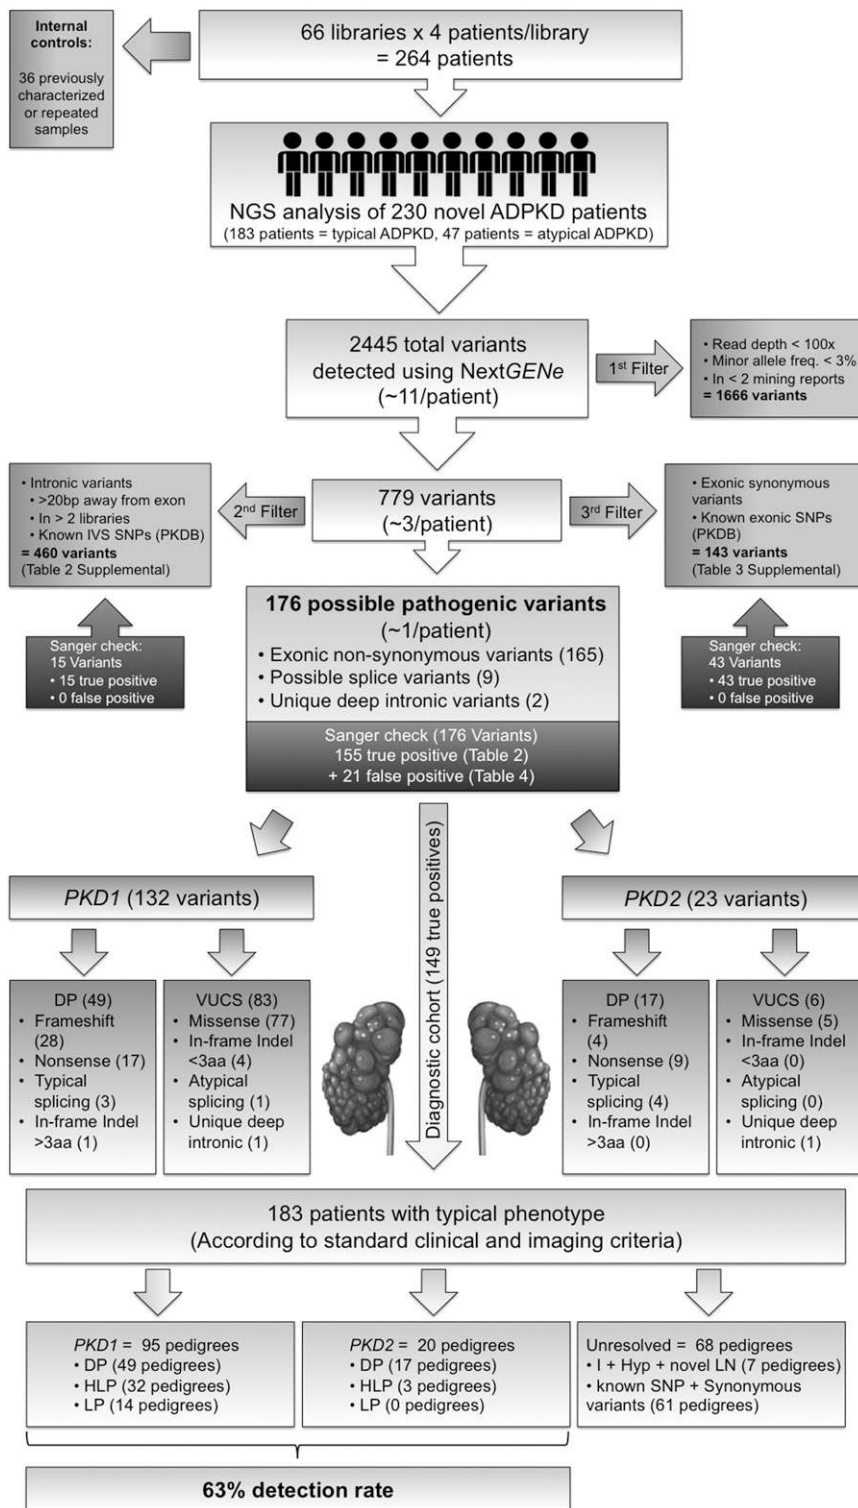 Internal
controls:
36 previously
characterized
or repeated
samples
66 libraries x 4 patients/library
= 264 patients
NGS analysis of 230 novel ADPKD patients
(183 patients = typical ADPKD, 47 patients = atypical ADPKD)
2445 total variants
detected using NextGENe
(~11/patient)
1st Filter
• Read depth < 100x
• Minor allele freq. < 3%
• In < 2 mining reports
= 1666 variants
• Intronic variants
• >20bp away from exon
• In > 2 libraries
• Known IVS SNPs (PKDB)
= 460 variants
(Table 2 Supplemental)
2nd Filter
779 variants
(~3/patient)
3rd Filter
• Exonic synonymous
variants
• Known exonic SNPs
(PKDB)
= 143 variants
(Table 3 Supplemental)
Sanger check:
15 Variants
• 15 true positive
• 0 false positive
176 possible pathogenic variants
(~1/patient)
• Exonic non-synonymous variants (165)
• Possible splice variants (9)
• Unique deep intronic variants (2)
Sanger check (176 Variants)
155 true positive (Table 2)
+ 21 false positive (Table 4)
Sanger check:
43 Variants
• 43 true positive
• 0 false positive
PKD1 (132 variants)
Diagnostic cohort (149 true positives)
PKD2 (23 variants)
DP (49)
• Frameshift
(28)
• Nonsense (17)
• Typical
splicing (3)
• In-frame Indel
>3aa (1)
VUCS (83)
• Missense (77)
• In-frame Indel
<3aa (4)
• Atypical
splicing (1)
• Unique deep
intronic (1)
DP (17)
• Frameshift
(4)
• Nonsense (9)
• Typical
splicing (4)
• In-frame Indel
>3aa (0)
VUCS (6)
• Missense (5)
• In-frame Indel
<3aa (0)
• Atypical
splicing (0)
• Unique deep
intronic (1)
183 patients with typical phenotype
(According to standard clinical and imaging criteria)
PKD1 = 95 pedigrees
• DP (49 pedigrees)
• HLP (32 pedigrees)
• LP (14 pedigrees)
PKD2 = 20 pedigrees
• DP (17 pedigrees)
• HLP (3 pedigrees)
• LP (0 pedigrees)
Unresolved = 68 pedigrees
• I + Hyp + novel LN (7 pedigrees)
• known SNP + Synonymous
variants (61 pedigrees)
63% detection rate